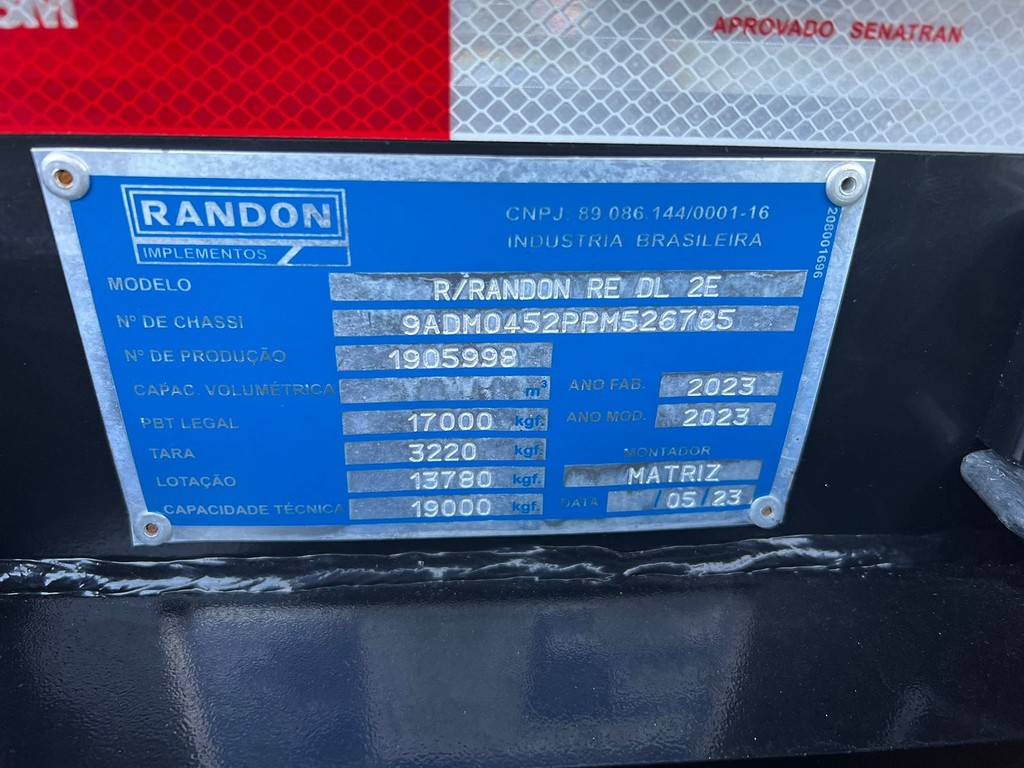 APROVADO SENATRAN
RANDON
IMPLEMENTOS
CNPJ: 89.086.144/0001-16
INDUSTRIA BRASILEIRA
208001696
MODELO R/RANDON RE DL 2E
Nº DE CHASSI 9ADM0452PPM526785
Nº DE PRODUÇÃO 1905998
CAPAC. VOLUMÉTRICA m³ ANO FAB. 2023
PBT LEGAL 17000 kgf. ANO MOD. 2023
TARA 3220 kgf. MONTADOR
LOTAÇÃO 13780 kgf. MATRIZ
CAPACIDADE TÉCNICA 19000 kgf. DATA / 05 / 23